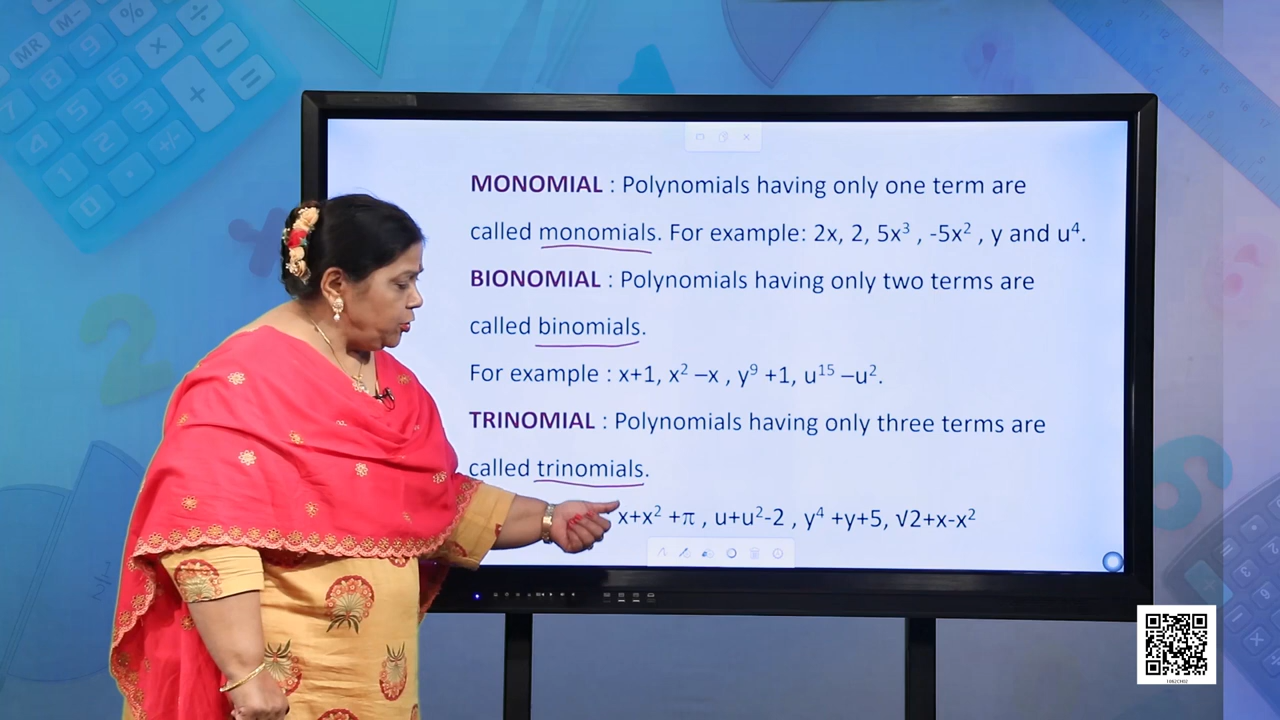 MONOMIAL : Polynomials having only one term are
called monomials. For example: 2x, 2, 5x³ , -5x² , y and u⁴.
BIONOMIAL : Polynomials having only two terms are
called binomials.
For example : x+1, x² –x , y⁹ +1, u¹⁵ –u².
TRINOMIAL : Polynomials having only three terms are
called trinomials.
x+x² +π , u+u²-2 , y⁴ +y+5, √2+x-x²
1062CH02